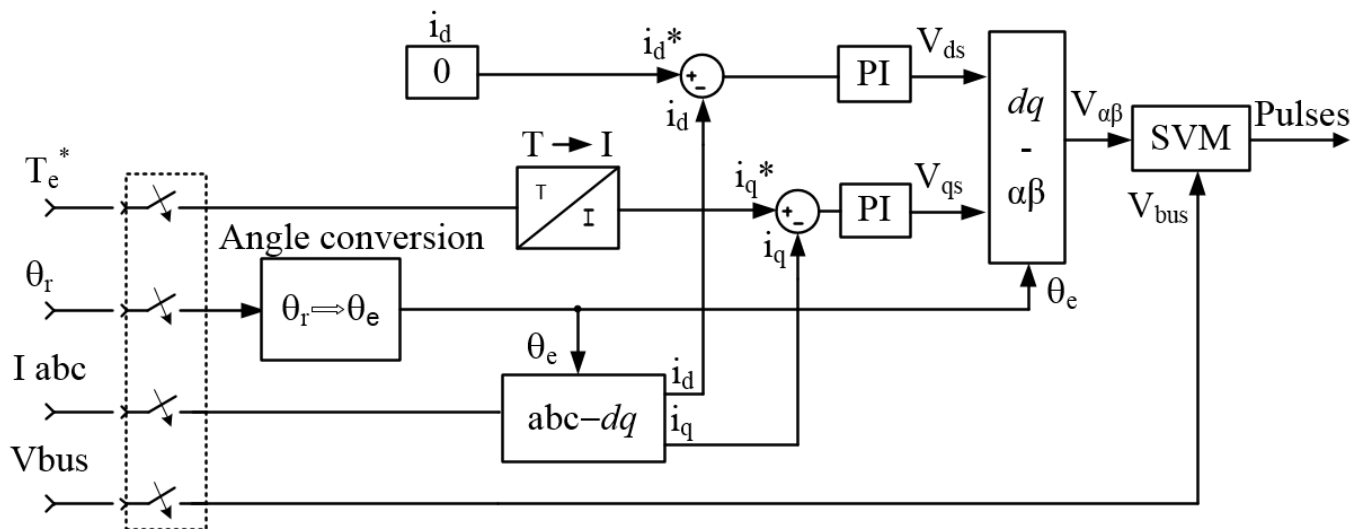 i_d
0
i_d*
+
-
i_d
PI
V_ds
dq
-
αβ
V_αβ
SVM
Pulses
V_bus
T_e*
T → I
T
I
i_q*
+
-
i_q
PI
V_qs
θ_e
Angle conversion
θ_r
θ_r⇒θ_e
θ_e
I abc
abc–dq
i_d
i_q
Vbus